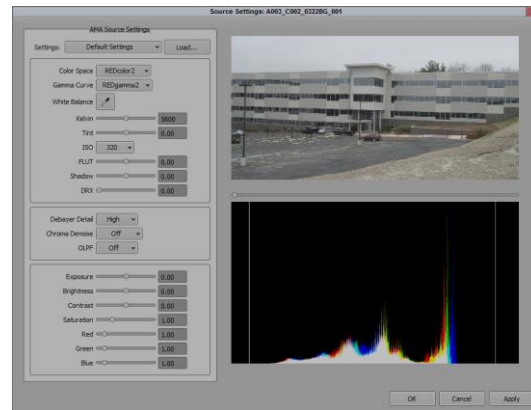 Source Settings: A003_C002_0322BG_001
AMA Source Settings
Settings: Default Settings Load...
Color Space REDcolor2
Gamma Curve REDgamma2
White Balance
Kelvin 5600
Tint 0.00
ISO 320
FLUT 0.00
Shadow 0.00
DRX 0.00
Debayer Detail High
Chroma Denoise Off
OLPF Off
Exposure 0.00
Brightness 0.00
Contrast 0.00
Saturation 1.00
Red 1.00
Green 1.00
Blue 1.00
OK Cancel Apply